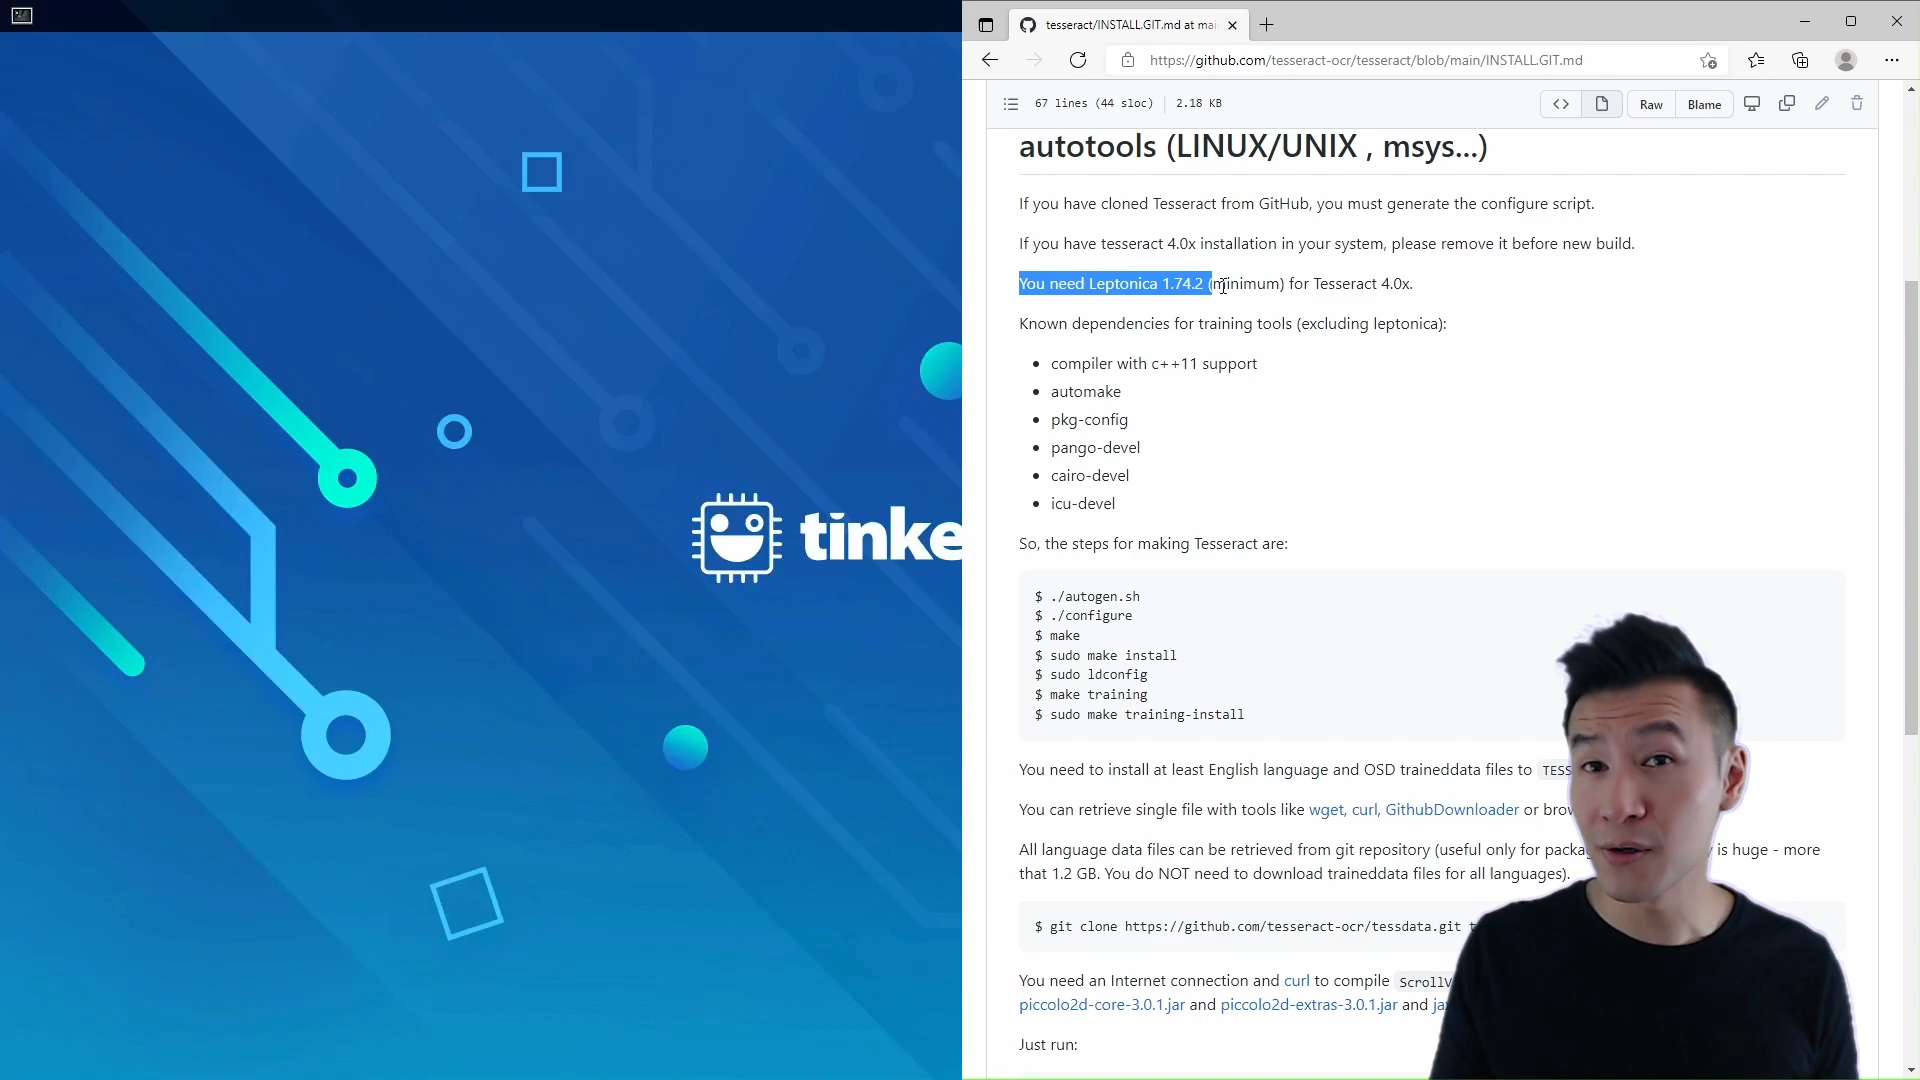 tinke
tesseract/INSTALL.GIT.md at mai
https://github.com/tesseract-ocr/tesseract/blob/main/INSTALL.GIT.md
67 lines (44 sloc) 2.18 KB
Raw
Blame
autotools (LINUX/UNIX , msys...)
If you have cloned Tesseract from GitHub, you must generate the configure script.
If you have tesseract 4.0x installation in your system, please remove it before new build.
You need Leptonica 1.74.2 (minimum) for Tesseract 4.0x.
Known dependencies for training tools (excluding leptonica):
• compiler with c++11 support
• automake
• pkg-config
• pango-devel
• cairo-devel
• icu-devel
So, the steps for making Tesseract are:
$ ./autogen.sh
$ ./configure
$ make
$ sudo make install
$ sudo ldconfig
$ make training
$ sudo make training-install
You need to install at least English language and OSD traineddata files to TESS
You can retrieve single file with tools like wget, curl, GithubDownloader or brow
All language data files can be retrieved from git repository (useful only for packag y is huge - more
that 1.2 GB. You do NOT need to download traineddata files for all languages).
$ git clone https://github.com/tesseract-ocr/tessdata.git t
You need an Internet connection and curl to compile ScrollV
piccolo2d-core-3.0.1.jar and piccolo2d-extras-3.0.1.jar and ja
Just run: